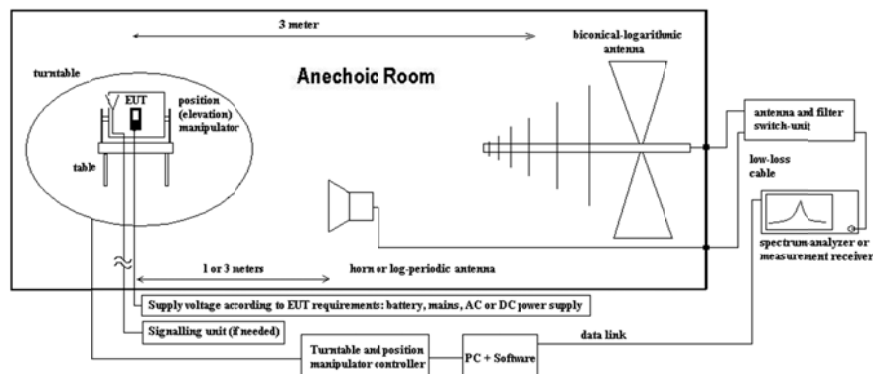 3 meter
biconical-logarithmic
antenna
turntable
Anechoic Room
EUT
position
(elevation)
manipulator
antenna and filter
switch-unit
table
low-loss
cable
spectrum-analyzer or
measurement receiver
1 or 3 neters
horn or log-periodic antenna
Supply voltage according to EUT requirements: battery, mains, AC or DC power supply
Signalling unit (if needed)
data link
Turntable and position
manipulator controller
PC + Software